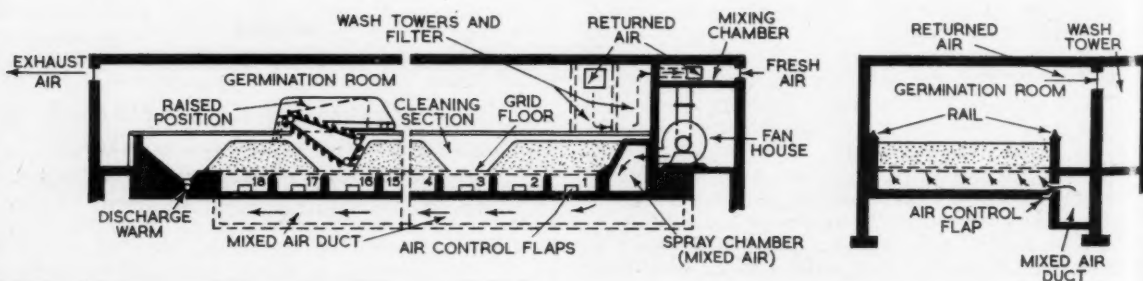 WASH TOWERS AND
FILTER
RETURNED
AIR
MIXING
CHAMBER
EXHAUST
AIR
FRESH
AIR
GERMINATION ROOM
RAISED
POSITION
CLEANING
SECTION
GRID
FLOOR
FAN
HOUSE
18 17 16 15 4 3 2 1
DISCHARGE
WARM
MIXED AIR DUCT
AIR CONTROL FLAPS
SPRAY CHAMBER
(MIXED AIR)
RETURNED
AIR
WASH
TOWER
GERMINATION ROOM
RAIL
AIR CONTROL
FLAP
MIXED AIR
DUCT